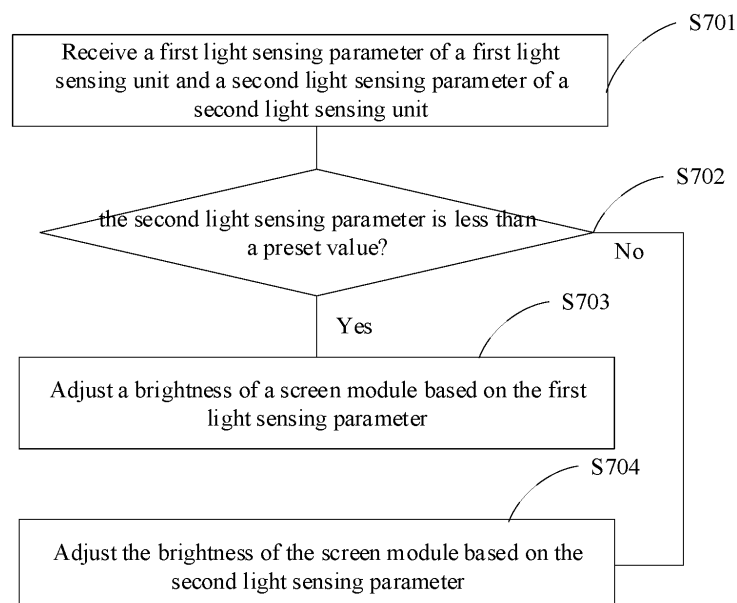 S701
Receive a first light sensing parameter of a first light
sensing unit and a second light sensing parameter of a
second light sensing unit
S702
the second light sensing parameter is less than
a preset value?
No
S703
Yes
Adjust a brightness of a screen module based on the first
light sensing parameter
S704
Adjust the brightness of the screen module based on the
second light sensing parameter